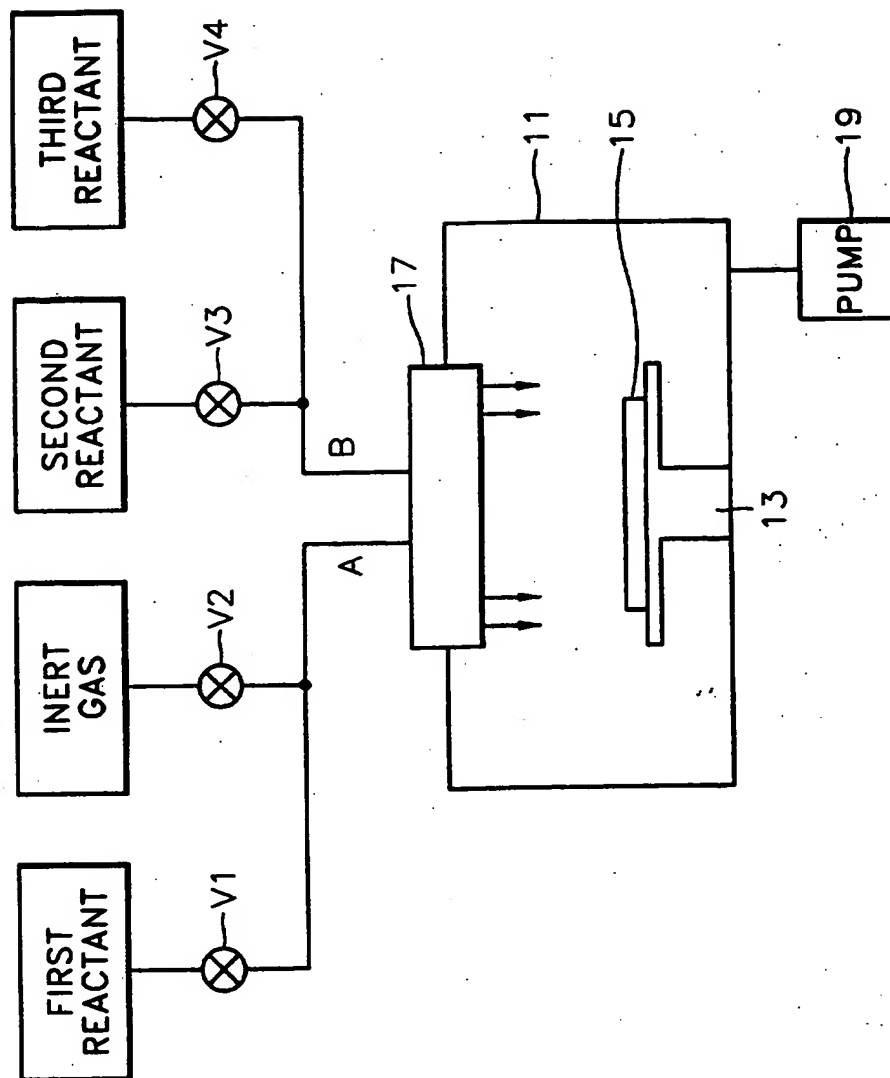 FIRST
REACTANT
INERT
GAS
SECOND
REACTANT
THIRD
REACTANT
V1
V2
V3
V4
A
B
17
11
15
13
PUMP
19